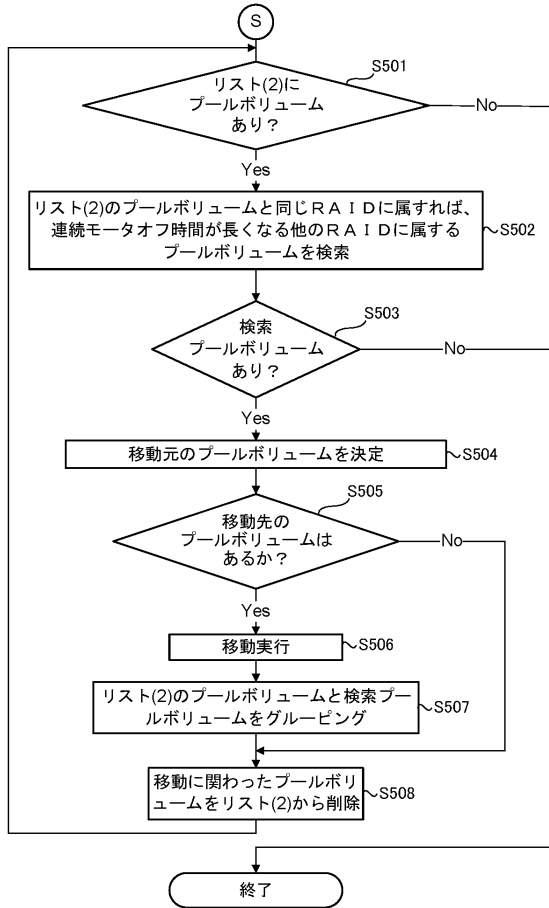 S
リスト(2)に
プールボリューム
あり？
S501
No
Yes
リスト(2)のプールボリュームと同じＲＡＩＤに属すれば、
連続モータオフ時間が長くなる他のＲＡＩＤに属する
プールボリュームを検索
S502
検索
プールボリューム
あり？
S503
No
Yes
移動元のプールボリュームを決定
S504
移動先の
プールボリュームは
あるか？
S505
No
Yes
移動実行
S506
リスト(2)のプールボリュームと検索プー
ルボリュームをグルーピング
S507
移動に関わったプールボリ
ュームをリスト(2)から削除
S508
終了